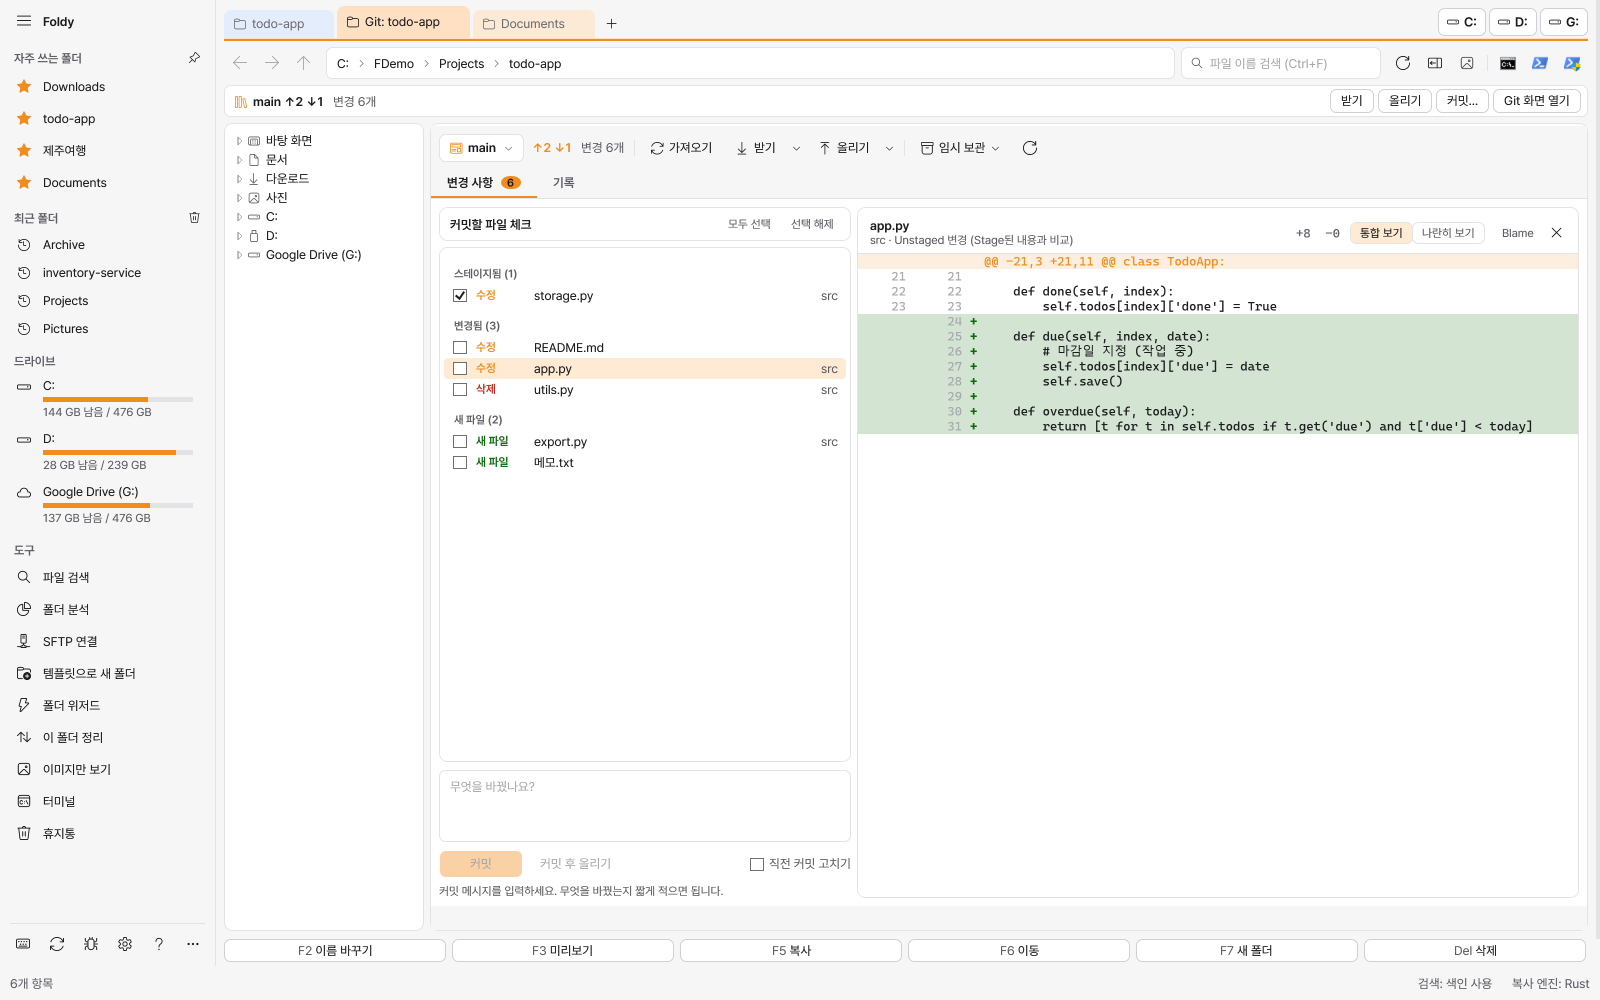 Foldy
자주 쓰는 폴더
Downloads
todo-app
제주여행
Documents
최근 폴더
Archive
inventory-service
Projects
Pictures
드라이브
C:
144 GB 남음 / 476 GB
D:
28 GB 남음 / 239 GB
Google Drive (G:)
137 GB 남음 / 476 GB
도구
파일 검색
폴더 분석
SFTP 연결
템플릿으로 새 폴더
폴더 위저드
이 폴더 정리
이미지만 보기
터미널
휴지통
6개 항목
todo-app
Git: todo-app
Documents
C: D: G:
C: > FDemo > Projects > todo-app
파일 이름 검색 (Ctrl+F)
main ↑2 ↓1 변경 6개
받기 올리기 커밋... Git 화면 열기
바탕 화면
문서
다운로드
사진
C:
D:
Google Drive (G:)
main ↑2 ↓1 변경 6개 가져오기 받기 올리기 임시 보관
변경 사항 6 기록
커밋할 파일 체크 모두 선택 선택 해제
스테이지됨 (1)
수정 storage.py src
변경됨 (3)
수정 README.md
수정 app.py src
삭제 utils.py src
새 파일 (2)
새 파일 export.py src
새 파일 메모.txt
무엇을 바꿨나요?
커밋 커밋 후 올리기 직전 커밋 고치기
커밋 메시지를 입력하세요. 무엇을 바꿨는지 짧게 적으면 됩니다.
app.py
src · Unstaged 변경 (Stage된 내용과 비교)
+8 −0 통합 보기 나란히 보기 Blame
@@ -21,3 +21,11 @@ class TodoApp:
21 21
22 22 def done(self, index):
23 23 self.todos[index]['done'] = True
24 +
25 + def due(self, index, date):
26 + # 마감일 지정 (작업 중)
27 + self.todos[index]['due'] = date
28 + self.save()
29 +
30 + def overdue(self, today):
31 + return [t for t in self.todos if t.get('due') and t['due'] < today]
F2 이름 바꾸기 F3 미리보기 F5 복사 F6 이동 F7 새 폴더 Del 삭제
검색: 색인 사용 복사 엔진: Rust